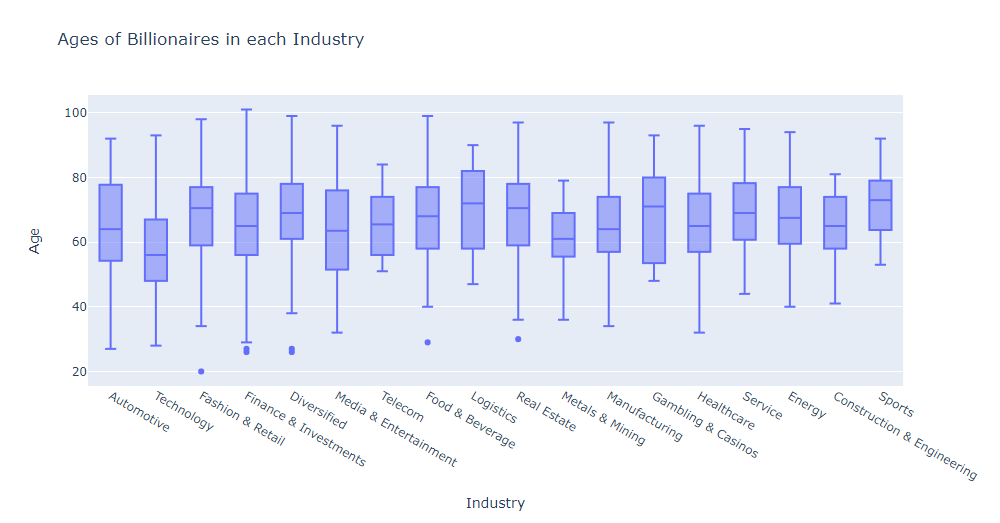 Ages of Billionaires in each Industry
Age
100
80
60
40
20
Automotive
Technology
Fashion & Retail
Finance & Investments
Diversified
Media & Entertainment
Telecom
Food & Beverage
Logistics
Real Estate
Metals & Mining
Manufacturing
Gambling & Casinos
Healthcare
Service
Energy
Construction & Engineering
Sports
Industry